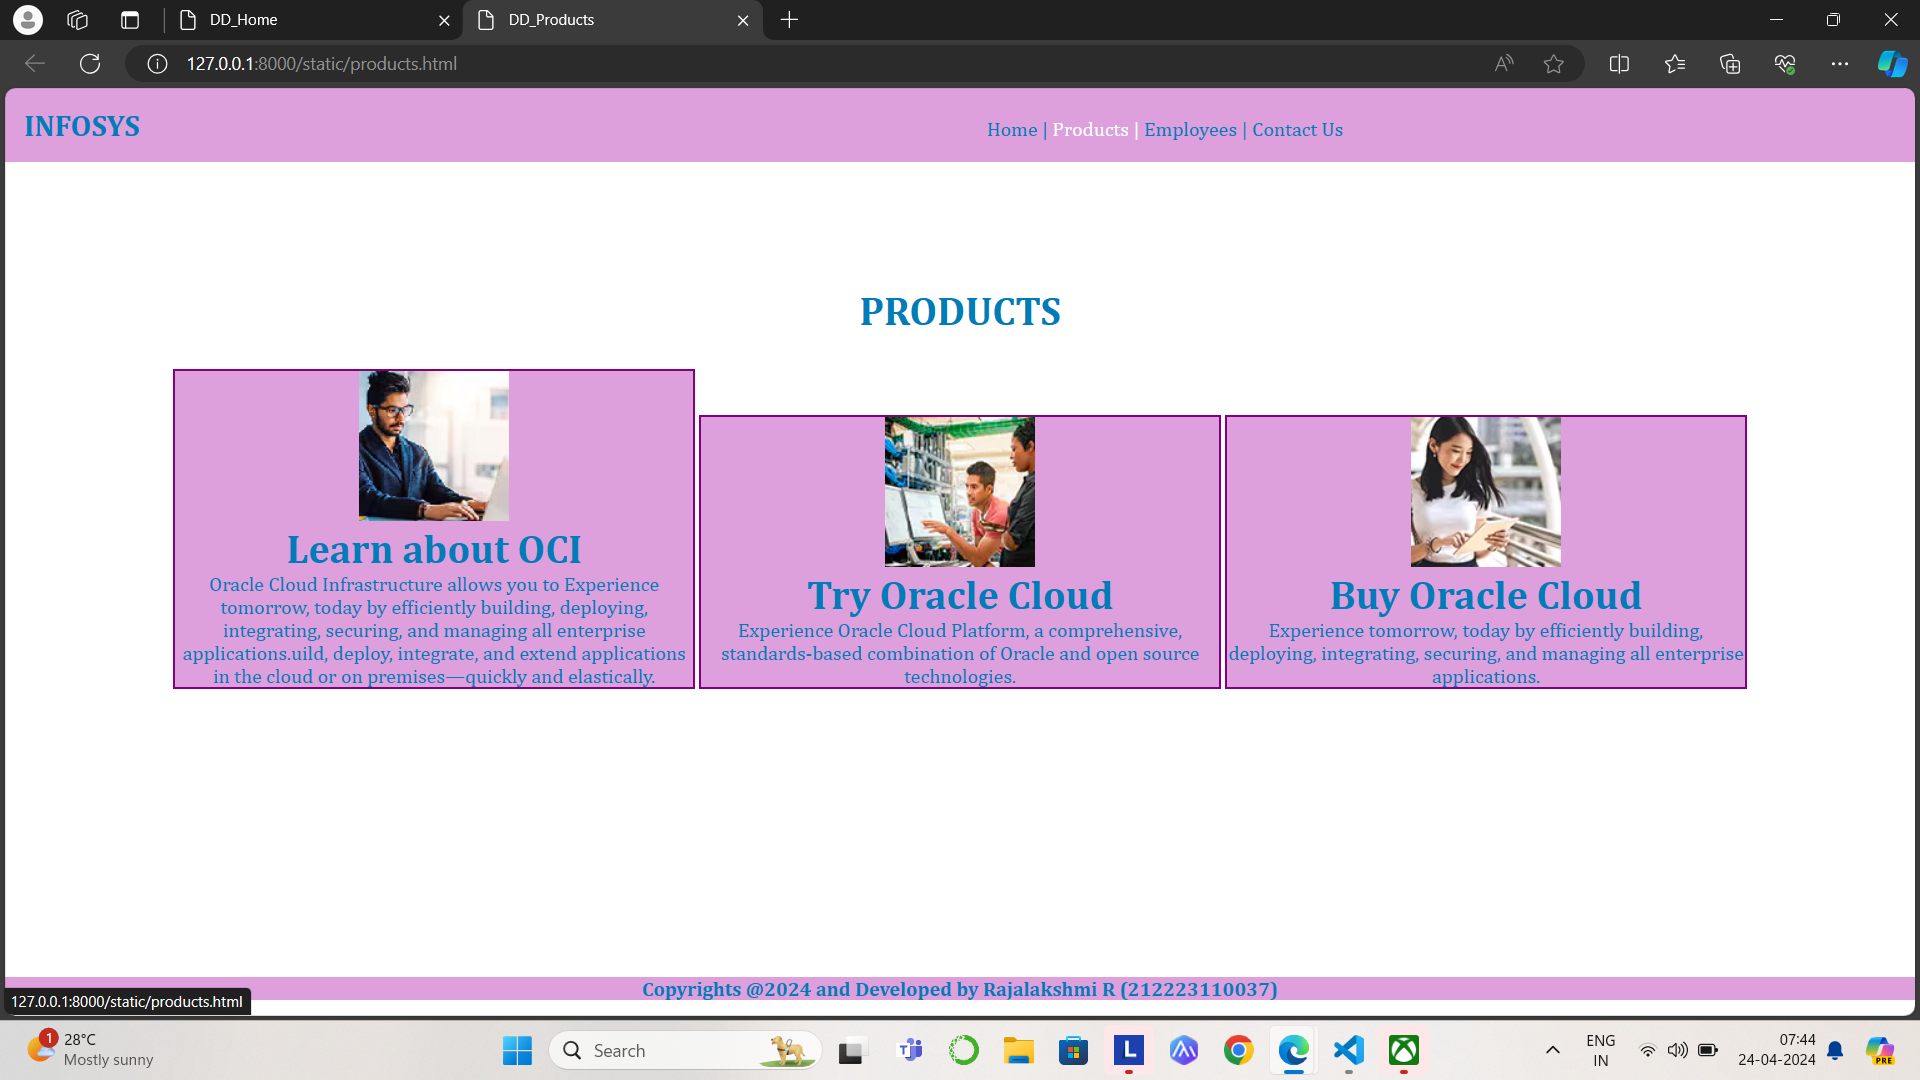 DD_Home
DD_Products
127.0.0.1:8000/static/products.html
INFOSYS
Home | Products | Employees | Contact Us
PRODUCTS
Learn about OCI
Oracle Cloud Infrastructure allows you to Experience
tomorrow, today by efficiently building, deploying,
integrating, securing, and managing all enterprise
applications.uild, deploy, integrate, and extend applications
in the cloud or on premises—quickly and elastically.
Try Oracle Cloud
Experience Oracle Cloud Platform, a comprehensive,
standards-based combination of Oracle and open source
technologies.
Buy Oracle Cloud
Experience tomorrow, today by efficiently building,
deploying, integrating, securing, and managing all enterprise
applications.
Copyrights @2024 and Developed by Rajalakshmi R (212223110037)
127.0.0.1:8000/static/products.html
1
28°C
Mostly sunny
Search
L
ENG
IN
07:44
24-04-2024
PRE